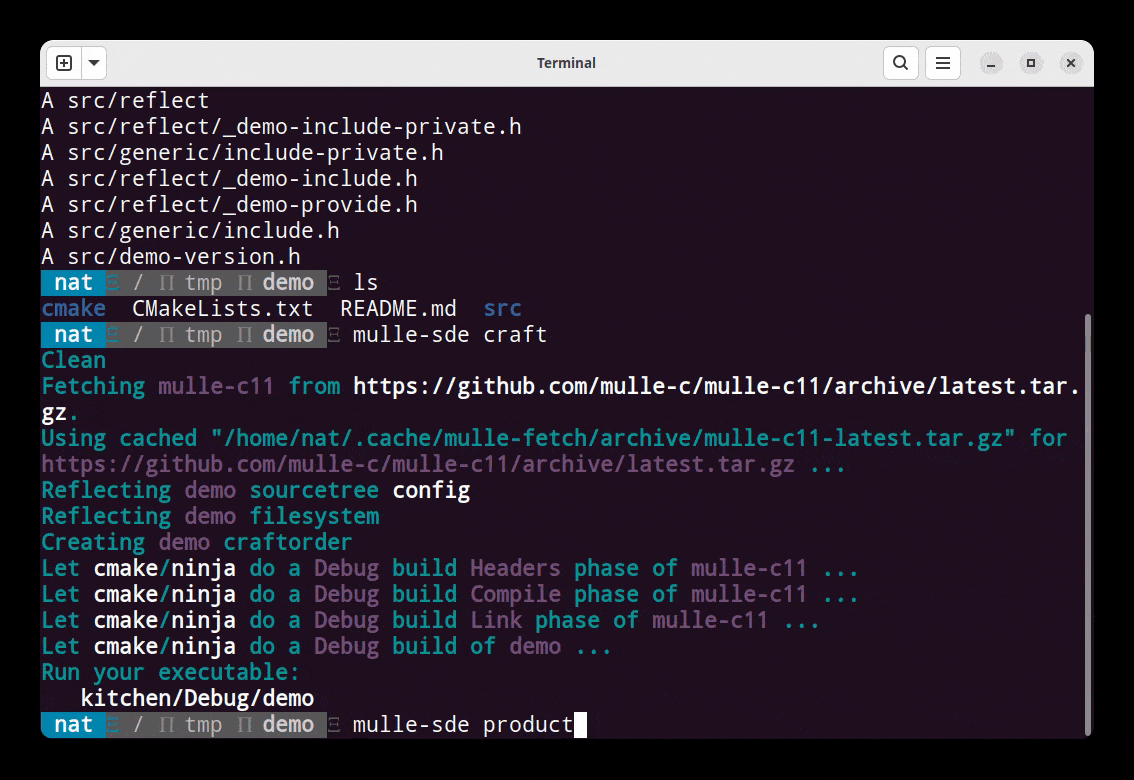 Terminal
A src/reflect
A src/reflect/_demo-include-private.h
A src/generic/include-private.h
A src/reflect/_demo-include.h
A src/reflect/_demo-provide.h
A src/generic/include.h
A src/demo-version.h
nat Ξ / Π tmp Π demo Ξ ls
cmake  CMakeLists.txt  README.md  src
nat Ξ / Π tmp Π demo Ξ mulle-sde craft
Clean
Fetching mulle-c11 from https://github.com/mulle-c/mulle-c11/archive/latest.tar.
gz.
Using cached "/home/nat/.cache/mulle-fetch/archive/mulle-c11-latest.tar.gz" for
https://github.com/mulle-c/mulle-c11/archive/latest.tar.gz ...
Reflecting demo sourcetree config
Reflecting demo filesystem
Creating demo craftorder
Let cmake/ninja do a Debug build Headers phase of mulle-c11 ...
Let cmake/ninja do a Debug build Compile phase of mulle-c11 ...
Let cmake/ninja do a Debug build Link phase of mulle-c11 ...
Let cmake/ninja do a Debug build of demo ...
Run your executable:
   kitchen/Debug/demo
nat Ξ / Π tmp Π demo Ξ mulle-sde product